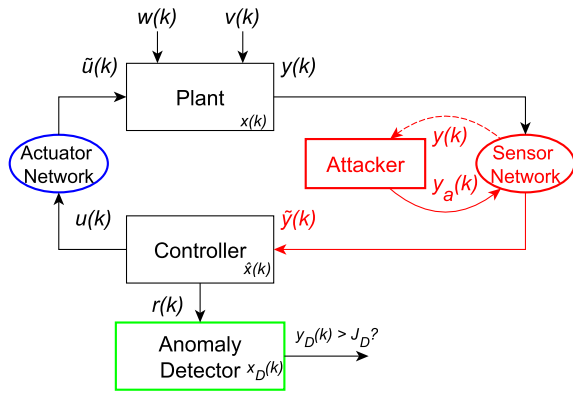 w(k)
v(k)
ũ(k)
y(k)
Plant
x(k)
Actuator
Network
Attacker
y(k)
Sensor
Network
y_a(k)
u(k)
ỹ(k)
Controller
x̂(k)
r(k)
Anomaly
Detector
x_D(k)
y_D(k) > J_D?